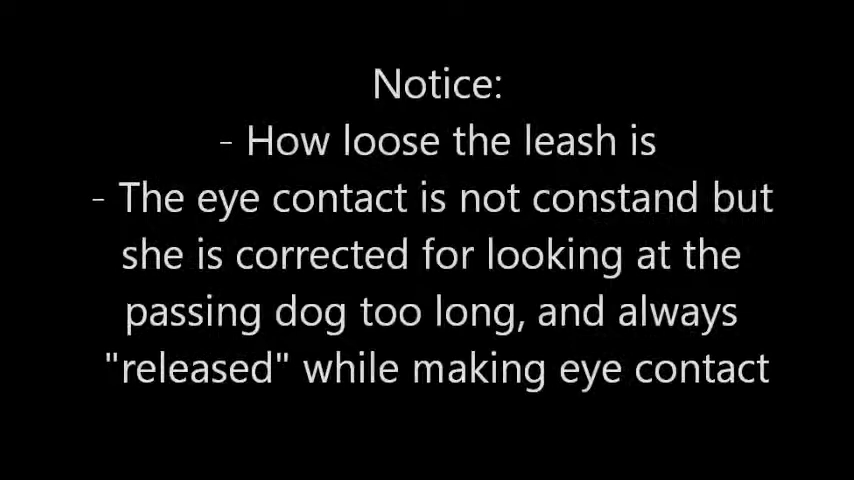 Notice:
- How loose the leash is
- The eye contact is not constand but
she is corrected for looking at the
passing dog too long, and always
"released" while making eye contact